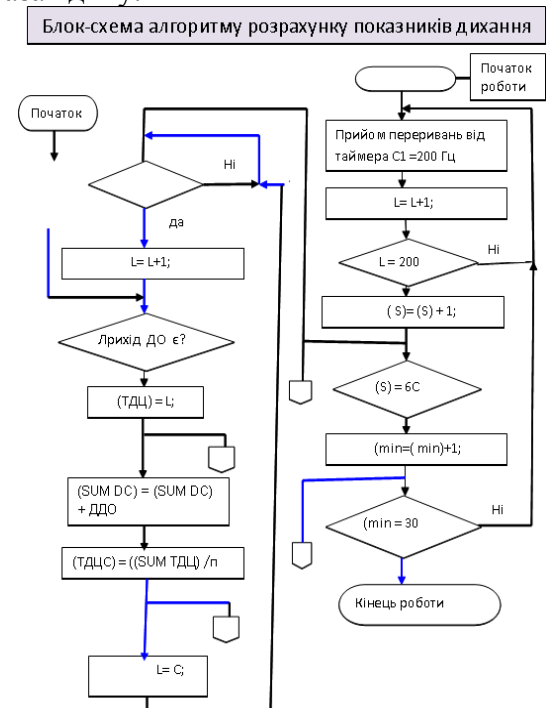 Блок-схема алгоритму розрахунку показників дихання
Початок
Ні
да
L= L+1;
Лрихід ДО є?
(ТДЦ) = L;
(SUM DC) = (SUM DC)
+ ДДО
(ТДЦС) = ((SUM ТДЦ) /п
L= C;
Початок
роботи
Прийом переривань від
таймера С1 =200 Гц
L= L+1;
L = 200
Ні
( S)= (S) + 1;
(S) = 6C
(min=( min)+1;
(min = 30
Ні
Кінець роботи